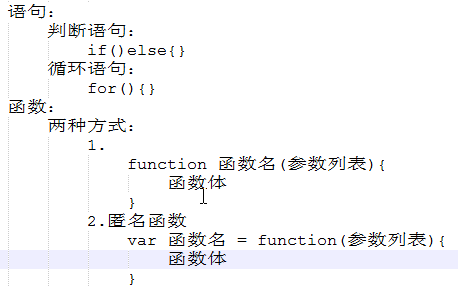 语句:
判断语句:
if()else{}
循环语句:
for(){}
函数:
两种方式:
1.
function 函数名(参数列表){
函数体
}
2.匿名函数
var 函数名 = function(参数列表){
函数体
}